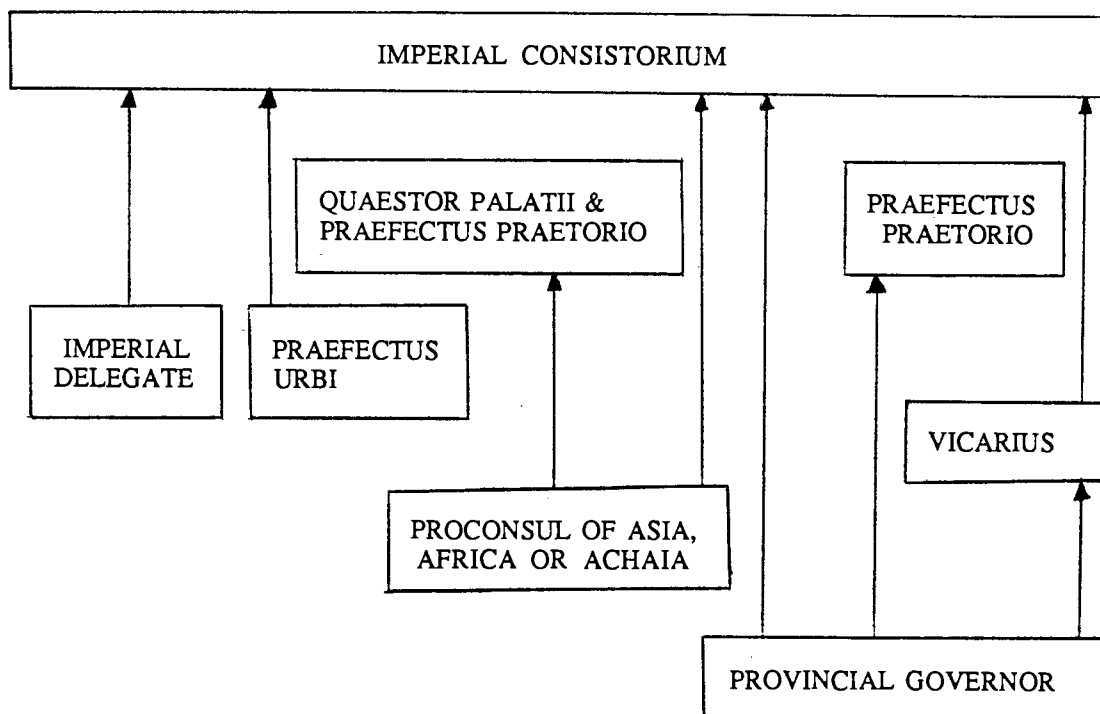 IMPERIAL CONSISTORIUM
QUAESTOR PALATII &
PRAEFECTUS PRAETORIO
PRAEFECTUS
PRAETORIO
IMPERIAL
DELEGATE
PRAEFECTUS
URBI
VICARIUS
PROCONSUL OF ASIA,
AFRICA OR ACHAIA
PROVINCIAL GOVERNOR